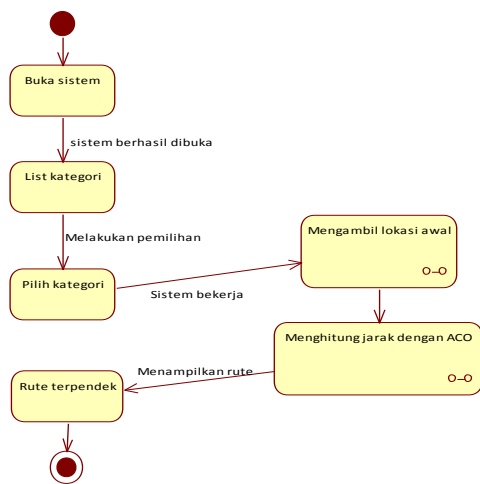 Buka sistem
sistem berhasil dibuka
List kategori
Melakukan pemilihan
Pilih kategori
Sistem bekerja
Mengambil lokasi awal
Menghitung jarak dengan ACO
Menampilkan rute
Rute terpendek